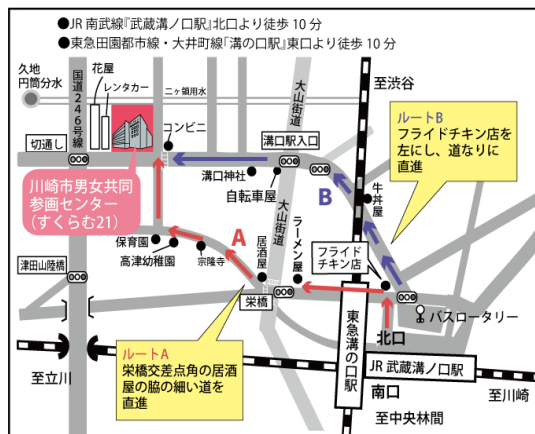 ●JR 南武線『武蔵溝ノ口駅』北口より徒歩 10 分
●東急田園都市線・大井町線「溝の口駅」東口より徒歩 10 分
久地
円筒分水
花屋
レンタカー
国道246号線
二ヶ領用水
大山街道
至渋谷
ルートB
フライドチキン店を
左にし、道なりに
直進
切通し
コンビニ
溝口駅入口
溝口神社
自転車屋
B
牛丼屋
川崎市男女共同
参画センター
(すくらむ21)
大山街道
A
保育園
高津幼稚園
宗隆寺
居酒屋
ラーメン屋
フライド
チキン店
津田山陸橋
栄橋
バスロータリー
北口
東急溝の口駅
ルートA
栄橋交差点角の居酒
屋の脇の細い道を
直進
JR 武蔵溝ノ口駅
南口
至立川
至川崎
至中央林間